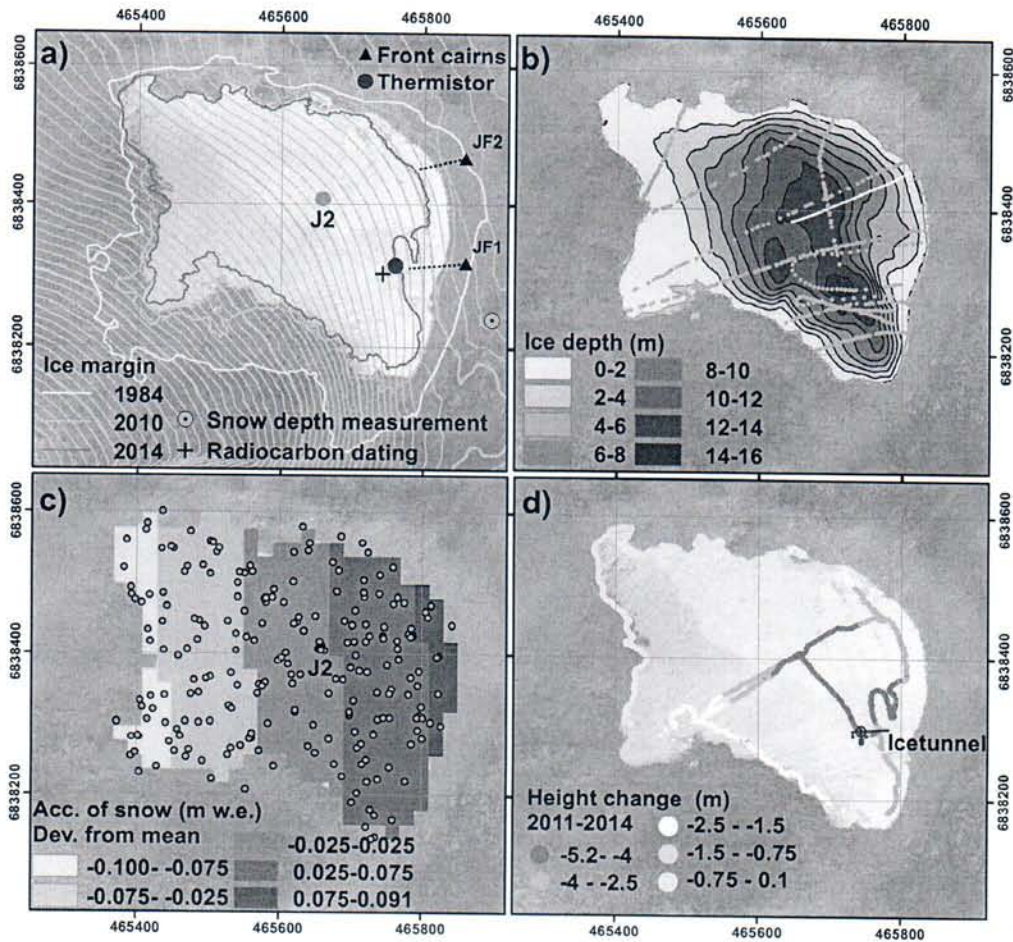 465400 465600 465800
465400 465600 465800
6838600
6838400
6838200
a)
Front cairns
Thermistor
JF2
J2
JF1
Ice margin
1984
2010
2014
Snow depth measurement
Radiocarbon dating
b)
6838600
6838400
6838200
Ice depth (m)
0-2 8-10
2-4 10-12
4-6 12-14
6-8 14-16
6838600
6838400
6838200
c)
J2
Acc. of snow (m w.e.)
Dev. from mean
-0.025-0.025
-0.100- -0.075 0.025-0.075
-0.075- -0.025 0.075-0.091
d)
6838600
6838400
6838200
Icetunnel
Height change (m)
2011-2014
-2.5 - -1.5
-5.2- -4
-1.5 - -0.75
-4 - -2.5
-0.75 - 0.1
465400 465600 465800
465400 465600 465800